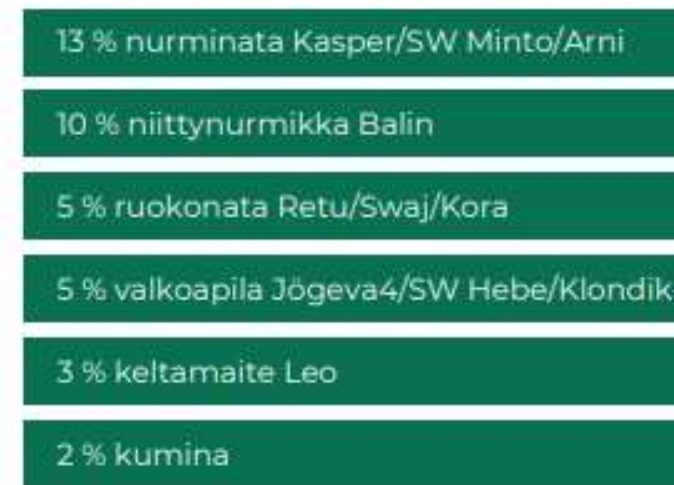 13 % nurminata Kasper/SW Minto/Arni
10 % niittynurmikka Balin
5 % ruokonata Retu/Swaj/Kora
5 % valkoapila Jögeva4/SW Hebe/Klondik
3 % keltamaite Leo
2 % kumina